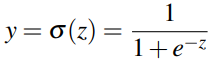 y = σ(z) = 1 / (1 + e^{−z})